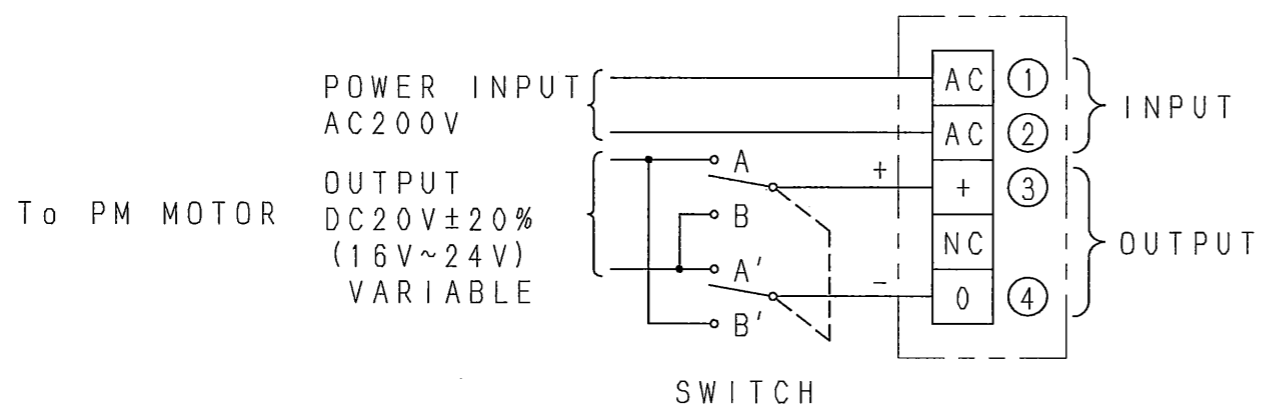 POWER INPUT
AC200V
To PM MOTOR
OUTPUT
DC20V±20%
(16V~24V)
VARIABLE
A
B
A'
B'
+
-
AC ①
AC ②
+ ③
NC
0 ④
INPUT
OUTPUT
SWITCH